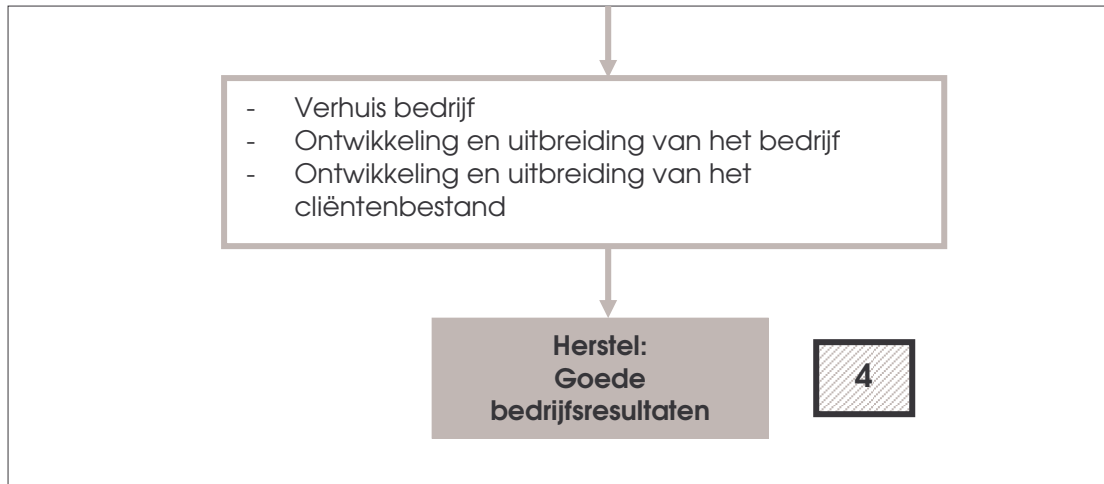 - Verhuis bedrijf
- Ontwikkeling en uitbreiding van het bedrijf
- Ontwikkeling en uitbreiding van het
cliëntenbestand
Herstel:
Goede
bedrijfsresultaten
4